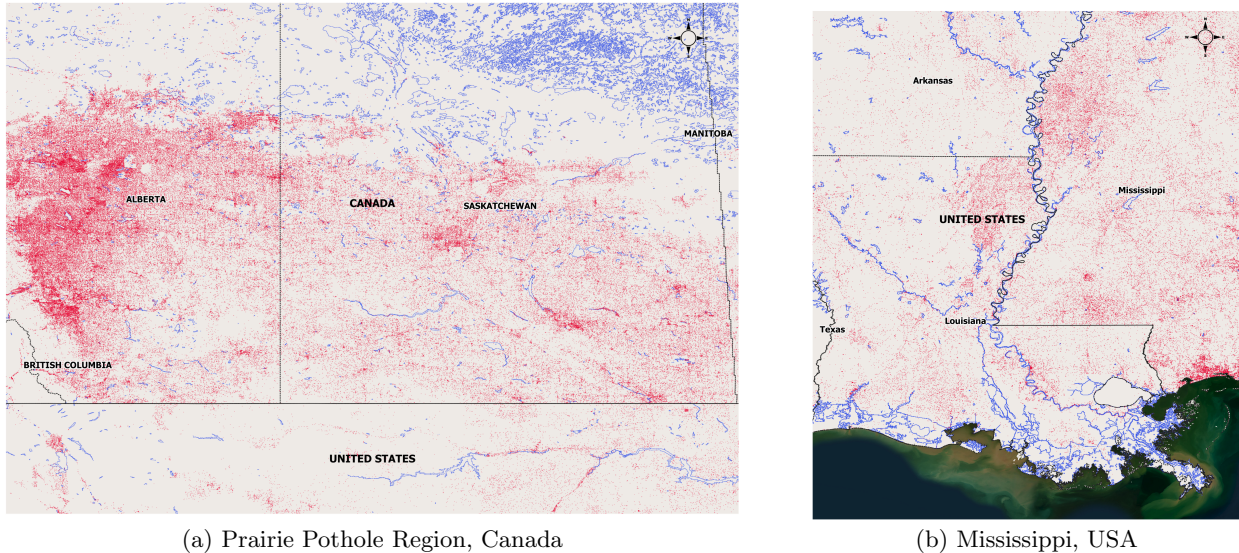 MANITOBA
ALBERTA
CANADA
SASKATCHEWAN
BRITISH COLUMBIA
UNITED STATES
(a) Prairie Pothole Region, Canada
Arkansas
Mississippi
UNITED STATES
Louisiana
Texas
(b) Mississippi, USA